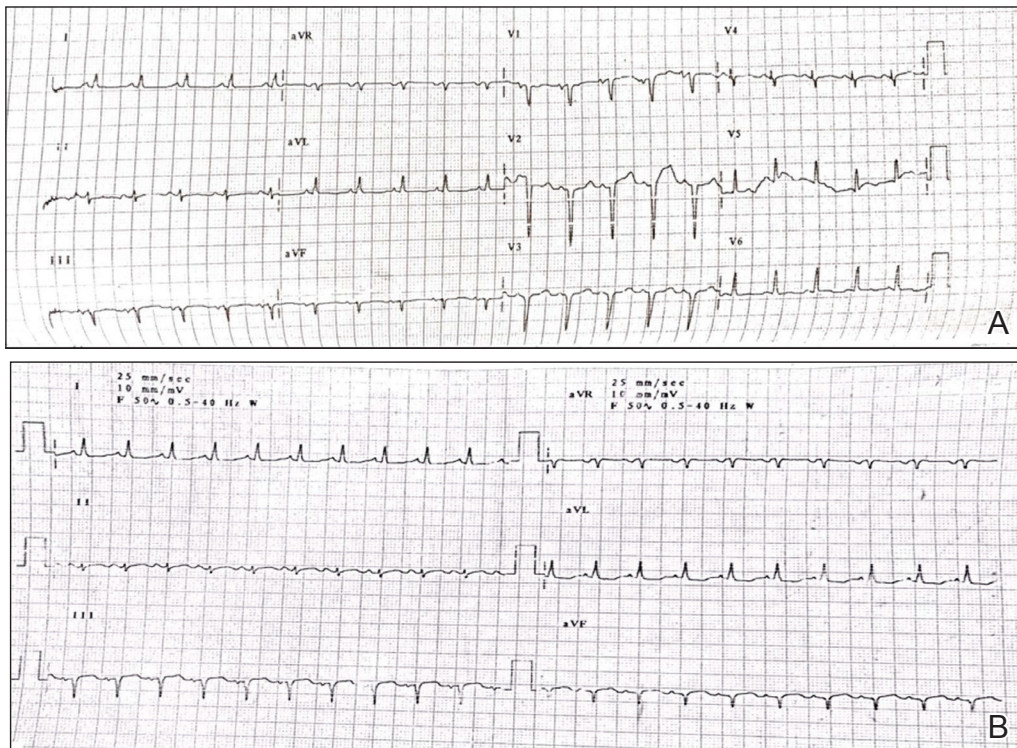 I aVR V1 V4
ii aVL V2 V5
iii aVF V3 V6
A
I 25 mm/sec aVR 25 mm/sec
10 mm/mV 10 mm/mV
F 50~ 0.5-40 Hz W F 50~ 0.5-40 Hz W
II aVL
III aVF
B